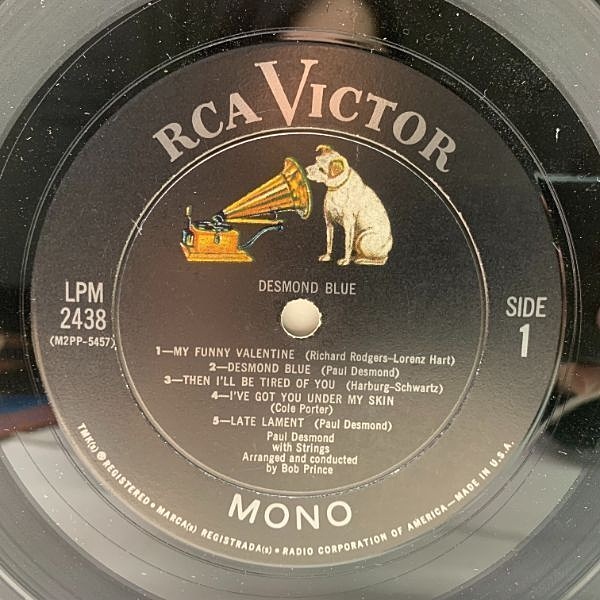 RCA VICTOR
DESMOND BLUE
LPM
2438
(M2PP-5457)
SIDE
1
1—MY FUNNY VALENTINE (Richard Rodgers-Lorenz Hart)
2—DESMOND BLUE (Paul Desmond)
3—THEN I'LL BE TIRED OF YOU (Harburg-Schwartz)
4—I'VE GOT YOU UNDER MY SKIN
(Cole Porter)
5—LATE LAMENT (Paul Desmond)
Paul Desmond
with Strings
Arranged and conducted
by Bob Prince
MONO
TMK(s) ® REGISTERED • MARCA(s) REGISTRADA(s) • RADIO CORPORATION OF AMERICA—MADE IN U.S.A.